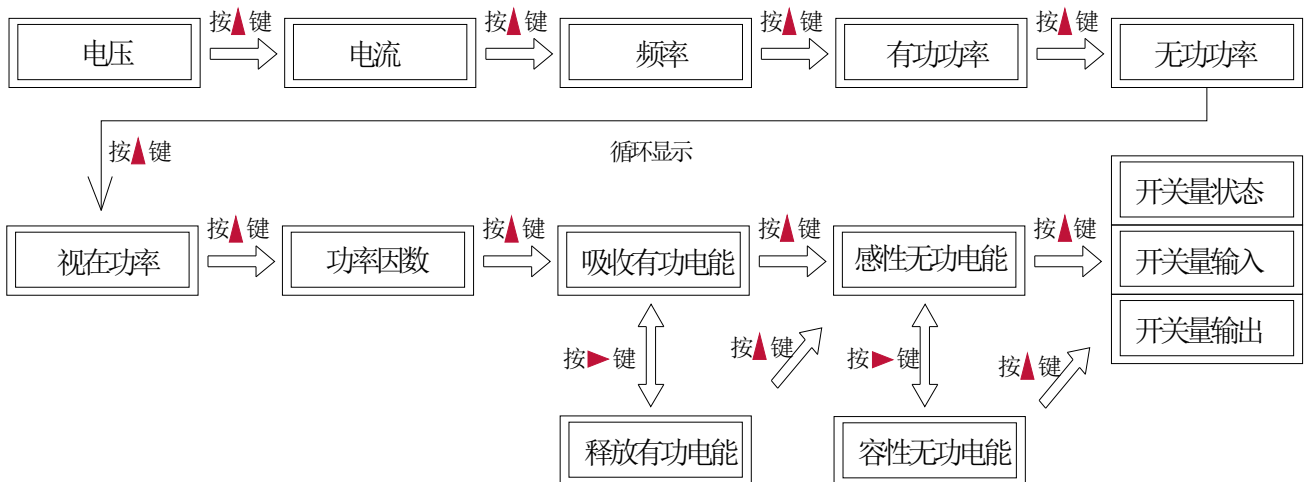 按▲键 按▲键 按▲键 按▲键
电压 电流 频率 有功功率 无功功率
按▲键 循环显示
开关量状态
按▲键 按▲键 按▲键 按▲键
视在功率 功率因数 吸收有功电能 感性无功电能 开关量输入
开关量输出
按▶键 按▲键 按▶键 按▲键
释放有功电能 容性无功电能